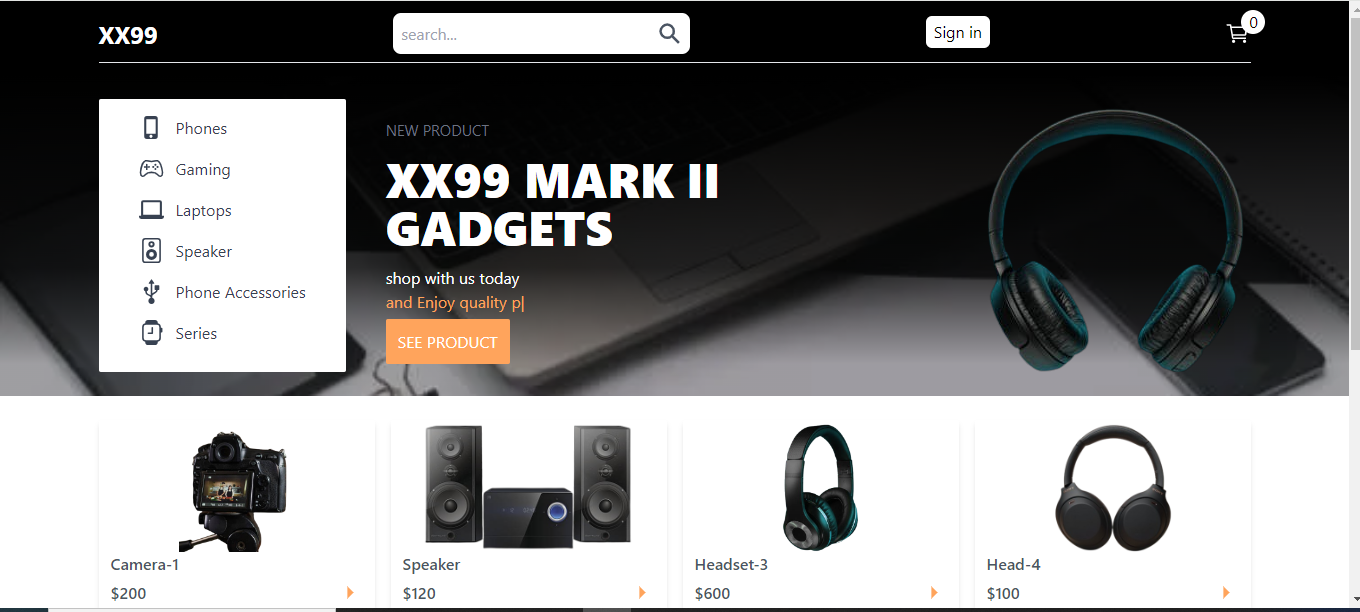 XX99
search...
Sign in
0
Phones
Gaming
Laptops
Speaker
Phone Accessories
Series
NEW PRODUCT
XX99 MARK II
GADGETS
shop with us today
and Enjoy quality p|
SEE PRODUCT
Camera-1
$200
Speaker
$120
Headset-3
$600
Head-4
$100